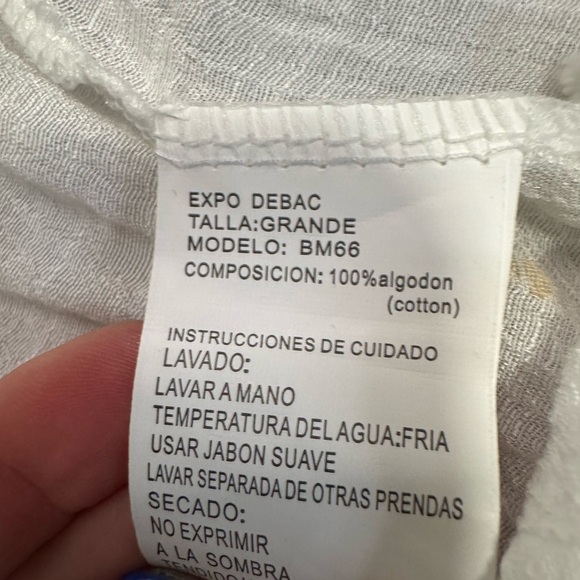 EXPO DEBAC
TALLA:GRANDE
MODELO: BM66
COMPOSICION: 100%algodon
(cotton)
INSTRUCCIONES DE CUIDADO
LAVADO:
LAVAR A MANO
TEMPERATURA DEL AGUA:FRIA
USAR JABON SUAVE
LAVAR SEPARADA DE OTRAS PRENDAS
SECADO:
NO EXPRIMIR
A LA SOMBRA